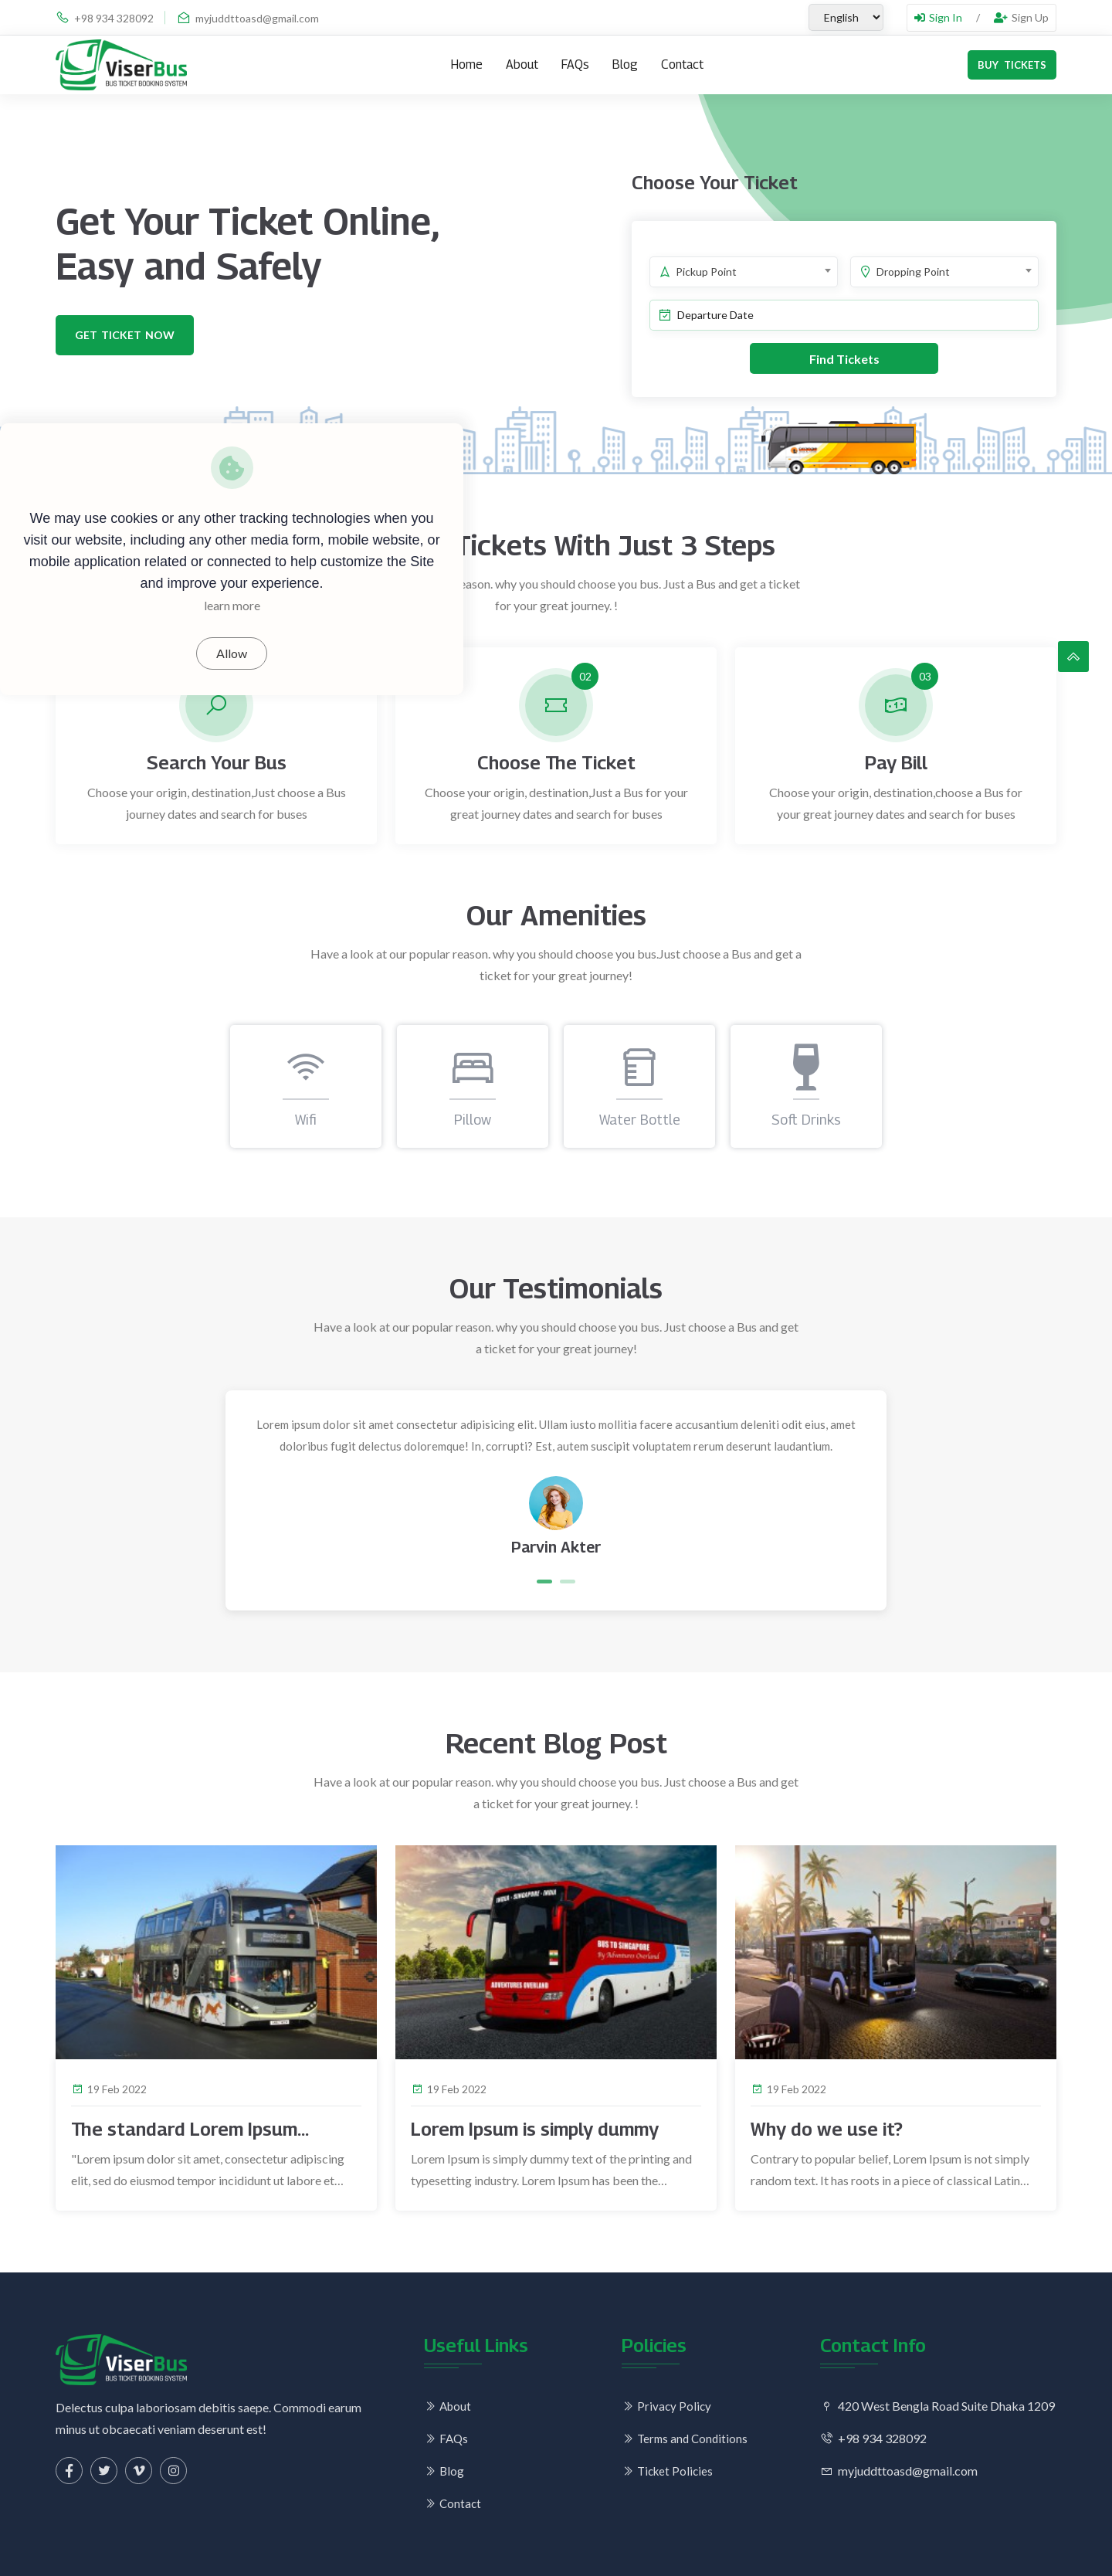 +98 934 328092
myjuddttoasd@gmail.com
English
Sign In / Sign Up
ViserBus
BUS TICKET BOOKING SYSTEM
Home
About
FAQs
Blog
Contact
BUY TICKETS
Get Your Ticket Online,
Easy and Safely
GET TICKET NOW
Choose Your Ticket
Pickup Point
Dropping Point
Departure Date
Find Tickets
We may use cookies or any other tracking technologies when you
visit our website, including any other media form, mobile website, or
mobile application related or connected to help customize the Site
and improve your experience.
learn more
Allow
Tickets With Just 3 Steps
reason. why you should choose you bus. Just a Bus and get a ticket
for your great journey. !
Search Your Bus
Choose your origin, destination,Just choose a Bus
journey dates and search for buses
02
Choose The Ticket
Choose your origin, destination,Just a Bus for your
great journey dates and search for buses
03
Pay Bill
Choose your origin, destination,choose a Bus for
your great journey dates and search for buses
Our Amenities
Have a look at our popular reason. why you should choose you bus.Just choose a Bus and get a
ticket for your great journey!
Wifi
Pillow
Water Bottle
Soft Drinks
Our Testimonials
Have a look at our popular reason. why you should choose you bus. Just choose a Bus and get
a ticket for your great journey!
Lorem ipsum dolor sit amet consectetur adipisicing elit. Ullam iusto mollitia facere accusantium deleniti odit eius, amet
doloribus fugit delectus doloremque! In, corrupti? Est, autem suscipit voluptatem rerum deserunt laudantium.
Parvin Akter
Recent Blog Post
Have a look at our popular reason. why you should choose you bus. Just choose a Bus and get
a ticket for your great journey. !
INDIA - SINGAPORE - INDIA
BUS TO SINGAPORE
By Adventures Overland
ADVENTURES OVERLAND
19 Feb 2022
The standard Lorem Ipsum...
"Lorem ipsum dolor sit amet, consectetur adipiscing
elit, sed do eiusmod tempor incididunt ut labore et...
19 Feb 2022
Lorem Ipsum is simply dummy
Lorem Ipsum is simply dummy text of the printing and
typesetting industry. Lorem Ipsum has been the...
19 Feb 2022
Why do we use it?
Contrary to popular belief, Lorem Ipsum is not simply
random text. It has roots in a piece of classical Latin...
ViserBus
BUS TICKET BOOKING SYSTEM
Delectus culpa laboriosam debitis saepe. Commodi earum
minus ut obcaecati veniam deserunt est!
Useful Links
About
FAQs
Blog
Contact
Policies
Privacy Policy
Terms and Conditions
Ticket Policies
Contact Info
420 West Bengla Road Suite Dhaka 1209
+98 934 328092
myjuddttoasd@gmail.com